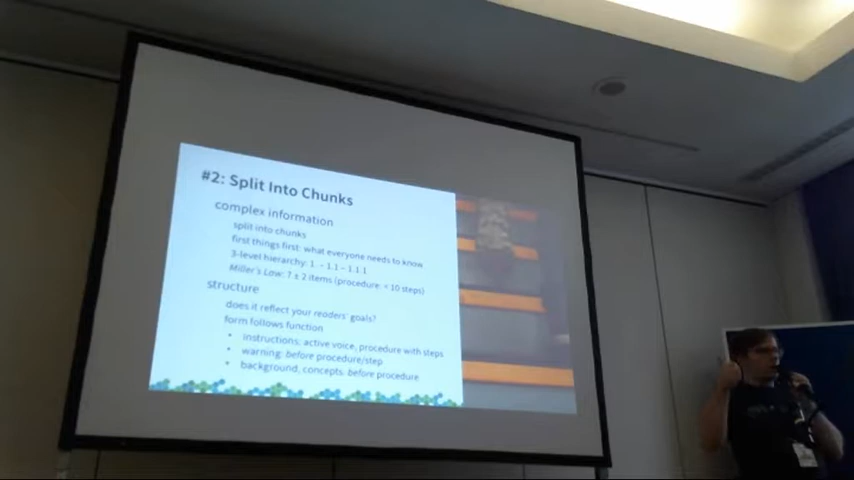 #2: Split Into Chunks
complex information
split into chunks
first things first: what everyone needs to know
3-level hierarchy: 1. – 1.1 – 1.1.1
Miller's Law: 7 ± 2 items (procedure: < 10 steps)
structure
does it reflect your readers' goals?
form follows function
• instructions: active voice, procedure with steps
• warning: before procedure/step
• background, concepts: before procedure